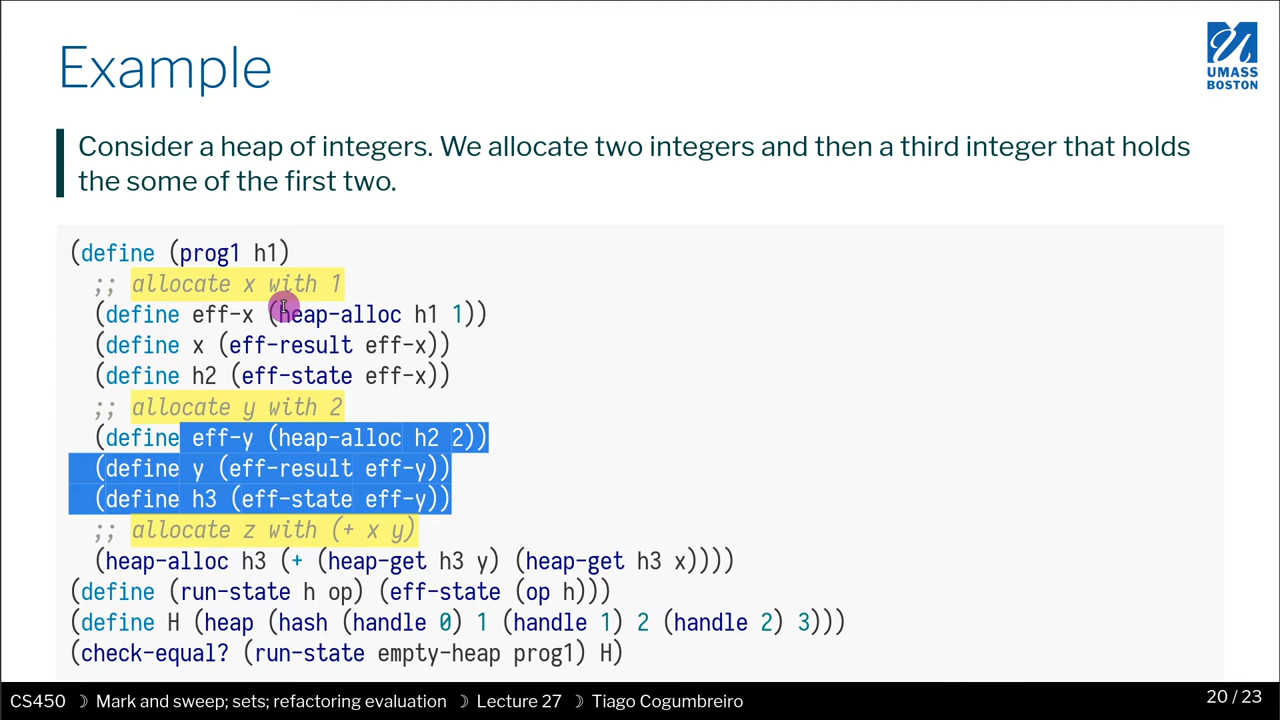 Example
UMASS
BOSTON
Consider a heap of integers. We allocate two integers and then a third integer that holds
the some of the first two.
(define (prog1 h1)
;; allocate x with 1
(define eff-x (heap-alloc h1 1))
(define x (eff-result eff-x))
(define h2 (eff-state eff-x))
;; allocate y with 2
(define eff-y (heap-alloc h2 2))
(define y (eff-result eff-y))
(define h3 (eff-state eff-y))
;; allocate z with (+ x y)
(heap-alloc h3 (+ (heap-get h3 y) (heap-get h3 x))))
(define (run-state h op) (eff-state (op h)))
(define H (heap (hash (handle 0) 1 (handle 1) 2 (handle 2) 3)))
(check-equal? (run-state empty-heap prog1) H)
CS450 ☽ Mark and sweep; sets; refactoring evaluation ☽ Lecture 27 ☽ Tiago Cogumbreiro
20 / 23